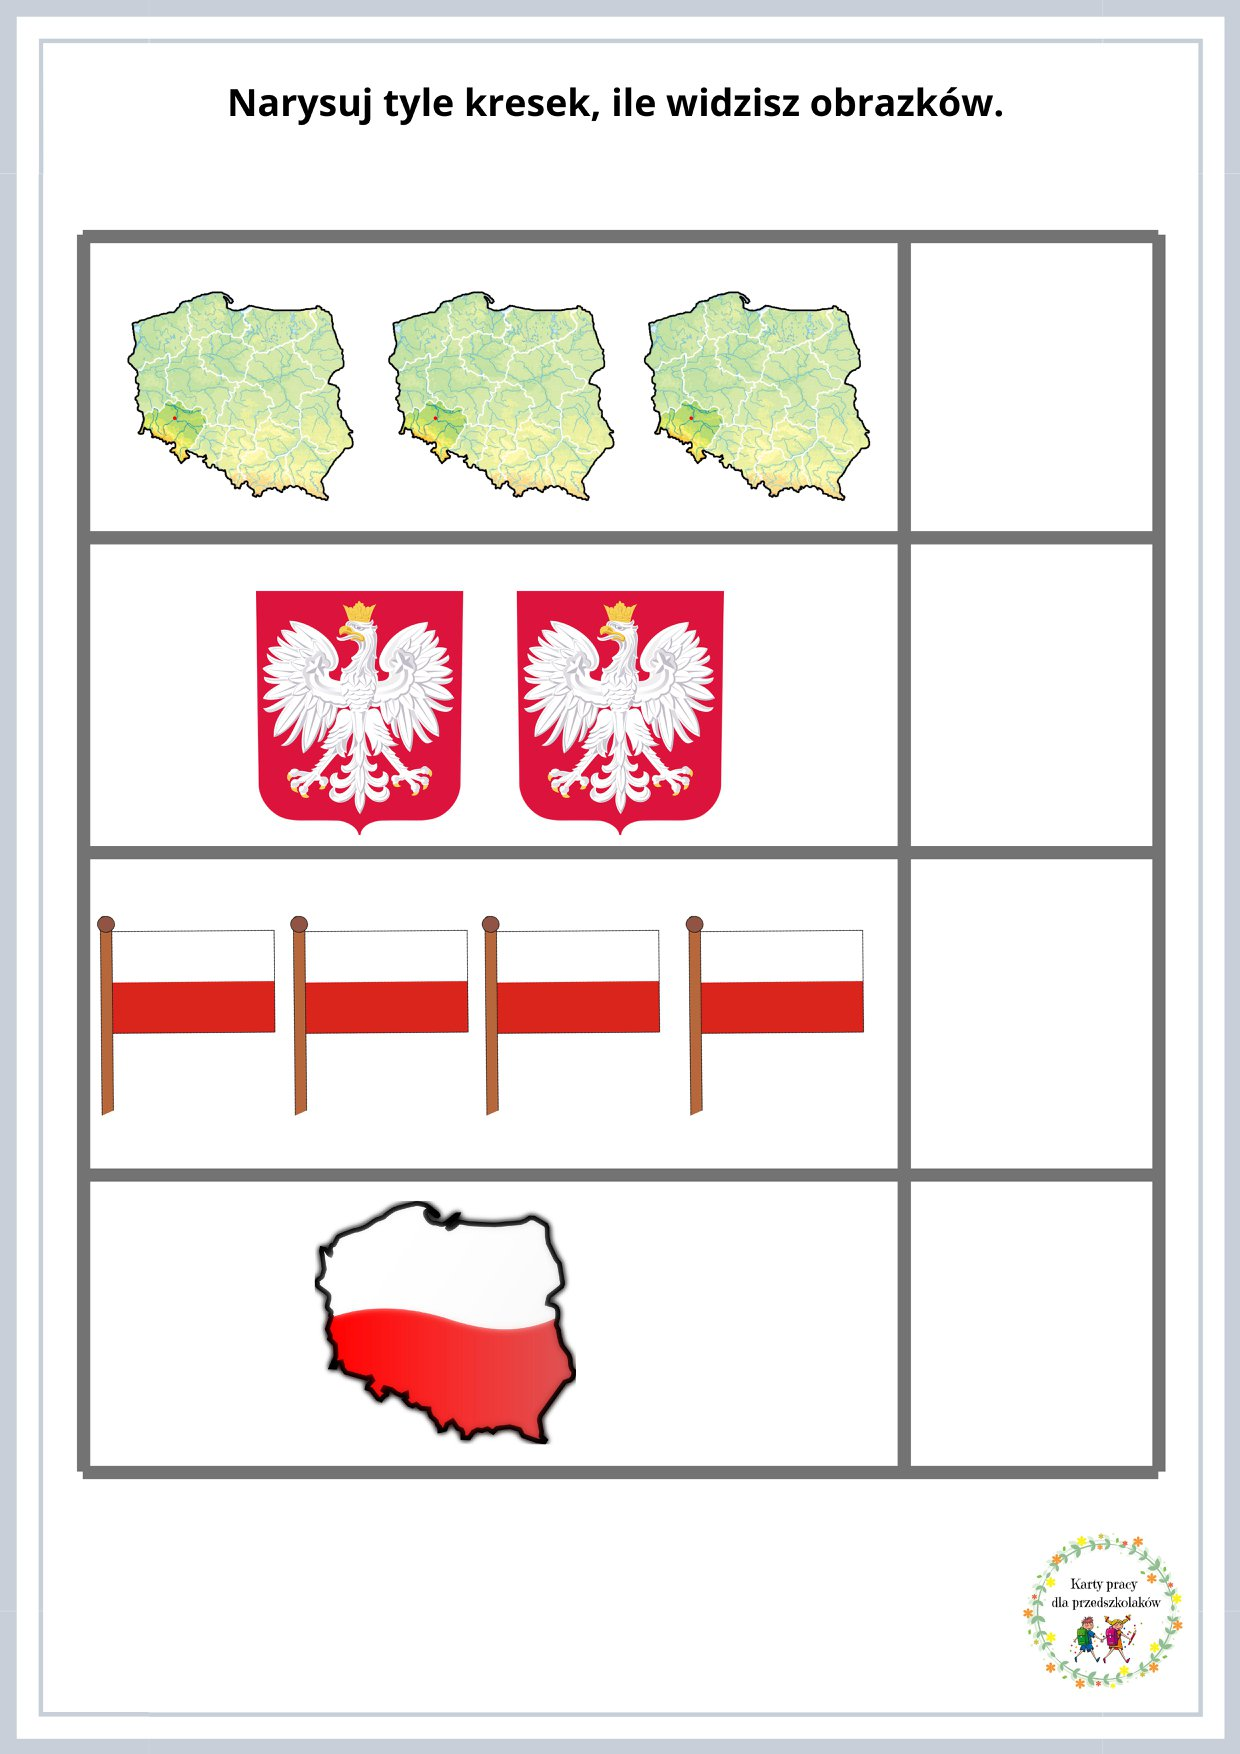 Narysuj tyle kresek, ile widzisz obrazków.
Karty pracy
dla przedszkolaków